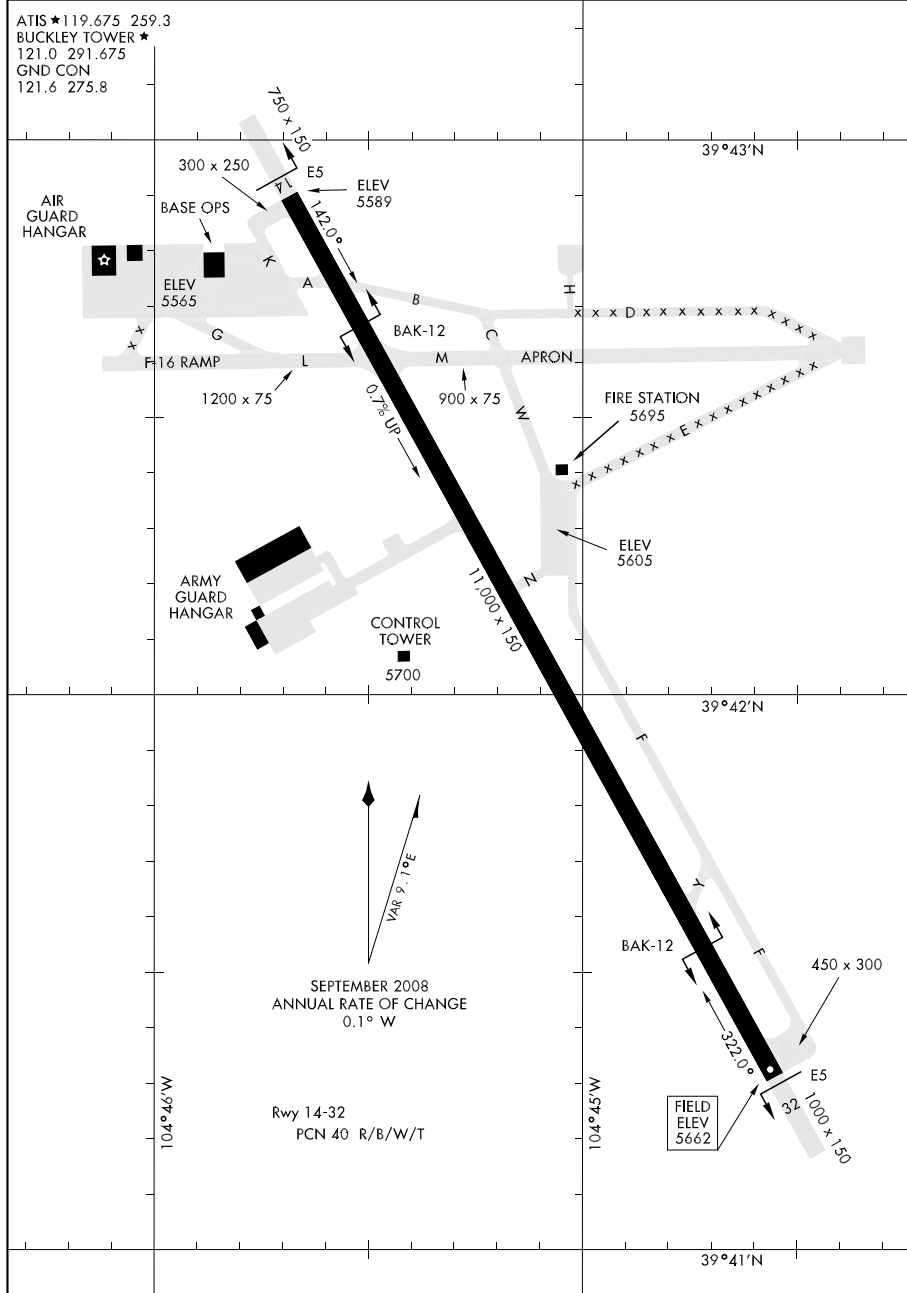 ATIS ★ 119.675 259.3
BUCKLEY TOWER ★
121.0 291.675
GND CON
121.6 275.8
750 x 150
39°43'N
300 x 250
E5
14
ELEV
5589
AIR
GUARD
HANGAR
BASE OPS
142.0°
K
ELEV
5565
A
B
H
D
x x x x x x x x x x x x x
G
BAK-12
C
x x
F-16 RAMP
L
M
APRON
1200 x 75
0.7% UP
900 x 75
W
FIRE STATION
5695
x x x x x x E x x x x x x x x
ELEV
5605
ARMY
GUARD
HANGAR
11,000 x 150
N
CONTROL
TOWER
5700
39°42'N
F
VAR 9.1°E
Y
BAK-12
F
450 x 300
SEPTEMBER 2008
ANNUAL RATE OF CHANGE
0.1° W
322.0°
E5
104°46'W
Rwy 14-32
PCN 40 R/B/W/T
104°45'W
FIELD
ELEV
5662
32
1000 x 150
39°41'N